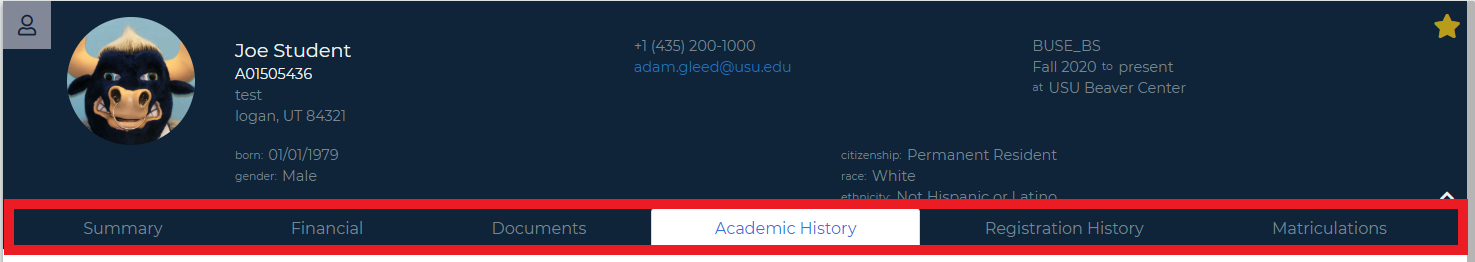 Joe Student
A01505436
test
logan, UT 84321
born: 01/01/1979
gender: Male
+1 (435) 200-1000
adam.gleed@usu.edu
BUSE_BS
Fall 2020 to present
at USU Beaver Center
citizenship: Permanent Resident
race: White
ethnicity: Not Hispanic or Latino
Summary Financial Documents Academic History Registration History Matriculations